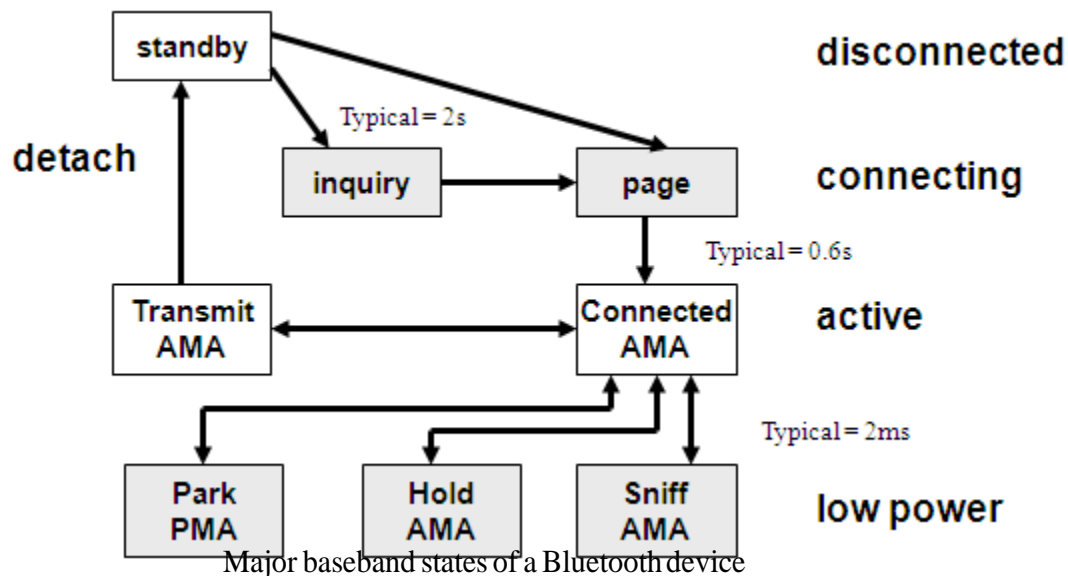 standby
disconnected
Typical = 2s
detach
inquiry
page
connecting
Typical = 0.6s
Transmit
AMA
Connected
AMA
active
Typical = 2ms
Park
PMA
Hold
AMA
Sniff
AMA
low power
Major baseband states of a Bluetooth device